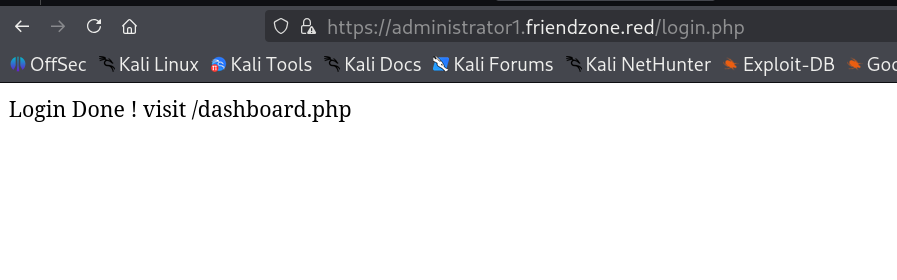 https://administrator1.friendzone.red/login.php
OffSec Kali Linux Kali Tools Kali Docs Kali Forums Kali NetHunter Exploit-DB
Login Done ! visit /dashboard.php